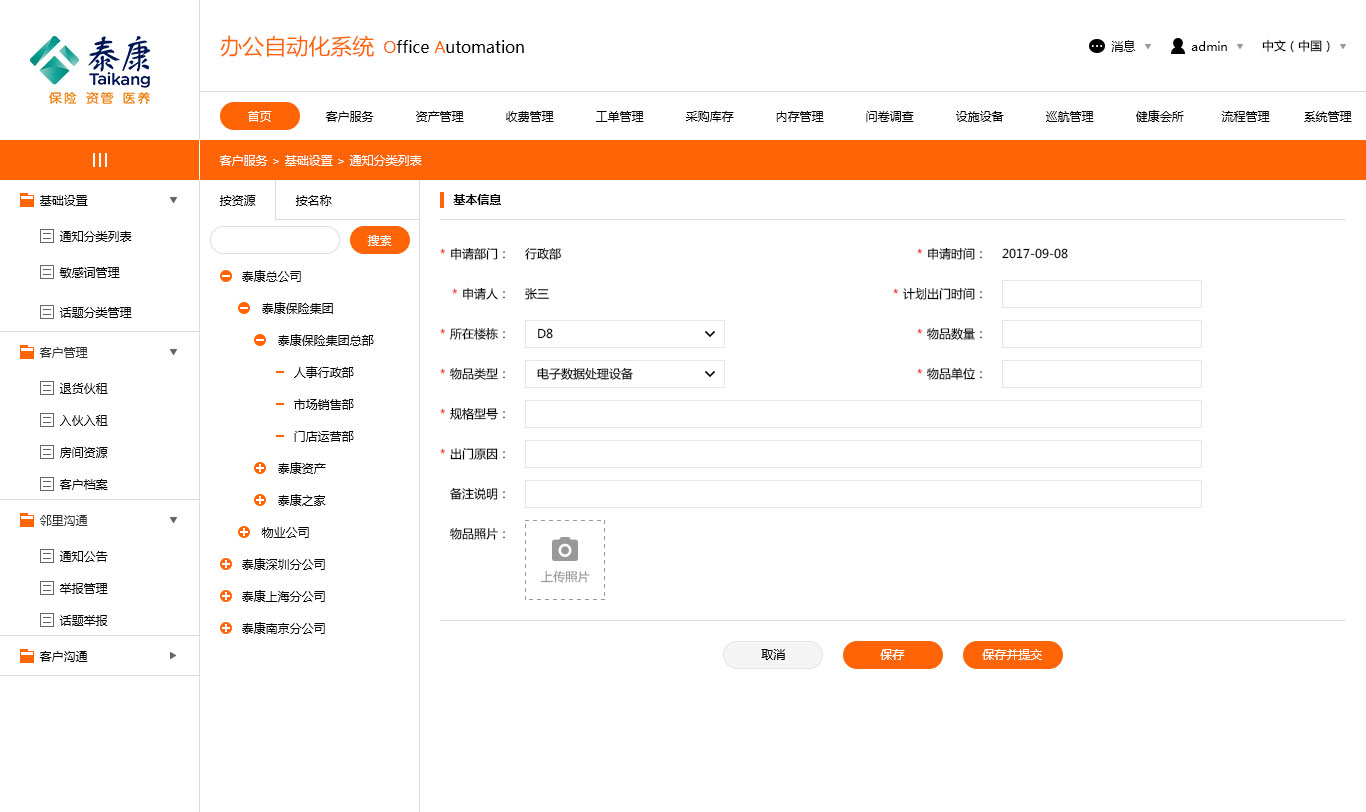 泰康
Taikang
保险 资管 医养
办公自动化系统 Office Automation
消息
admin
中文（中国）
首页 客户服务 资产管理 收费管理 工单管理 采购库存 内存管理 问卷调查 设施设备 巡航管理 健康会所 流程管理 系统管理
客户服务 > 基础设置 > 通知分类列表
基础设置
通知分类列表
敏感词管理
话题分类管理
客户管理
退货伙租
入伙入租
房间资源
客户档案
邻里沟通
通知公告
举报管理
话题举报
客户沟通
按资源 按名称
搜索
泰康总公司
泰康保险集团
泰康保险集团总部
人事行政部
市场销售部
门店运营部
泰康资产
泰康之家
物业公司
泰康深圳分公司
泰康上海分公司
泰康南京分公司
基本信息
* 申请部门： 行政部 * 申请时间： 2017-09-08
* 申请人： 张三 * 计划出门时间：
* 所在楼栋： D8 * 物品数量：
* 物品类型： 电子数据处理设备 * 物品单位：
* 规格型号：
* 出门原因：
备注说明：
物品照片：
上传照片
取消 保存 保存并提交